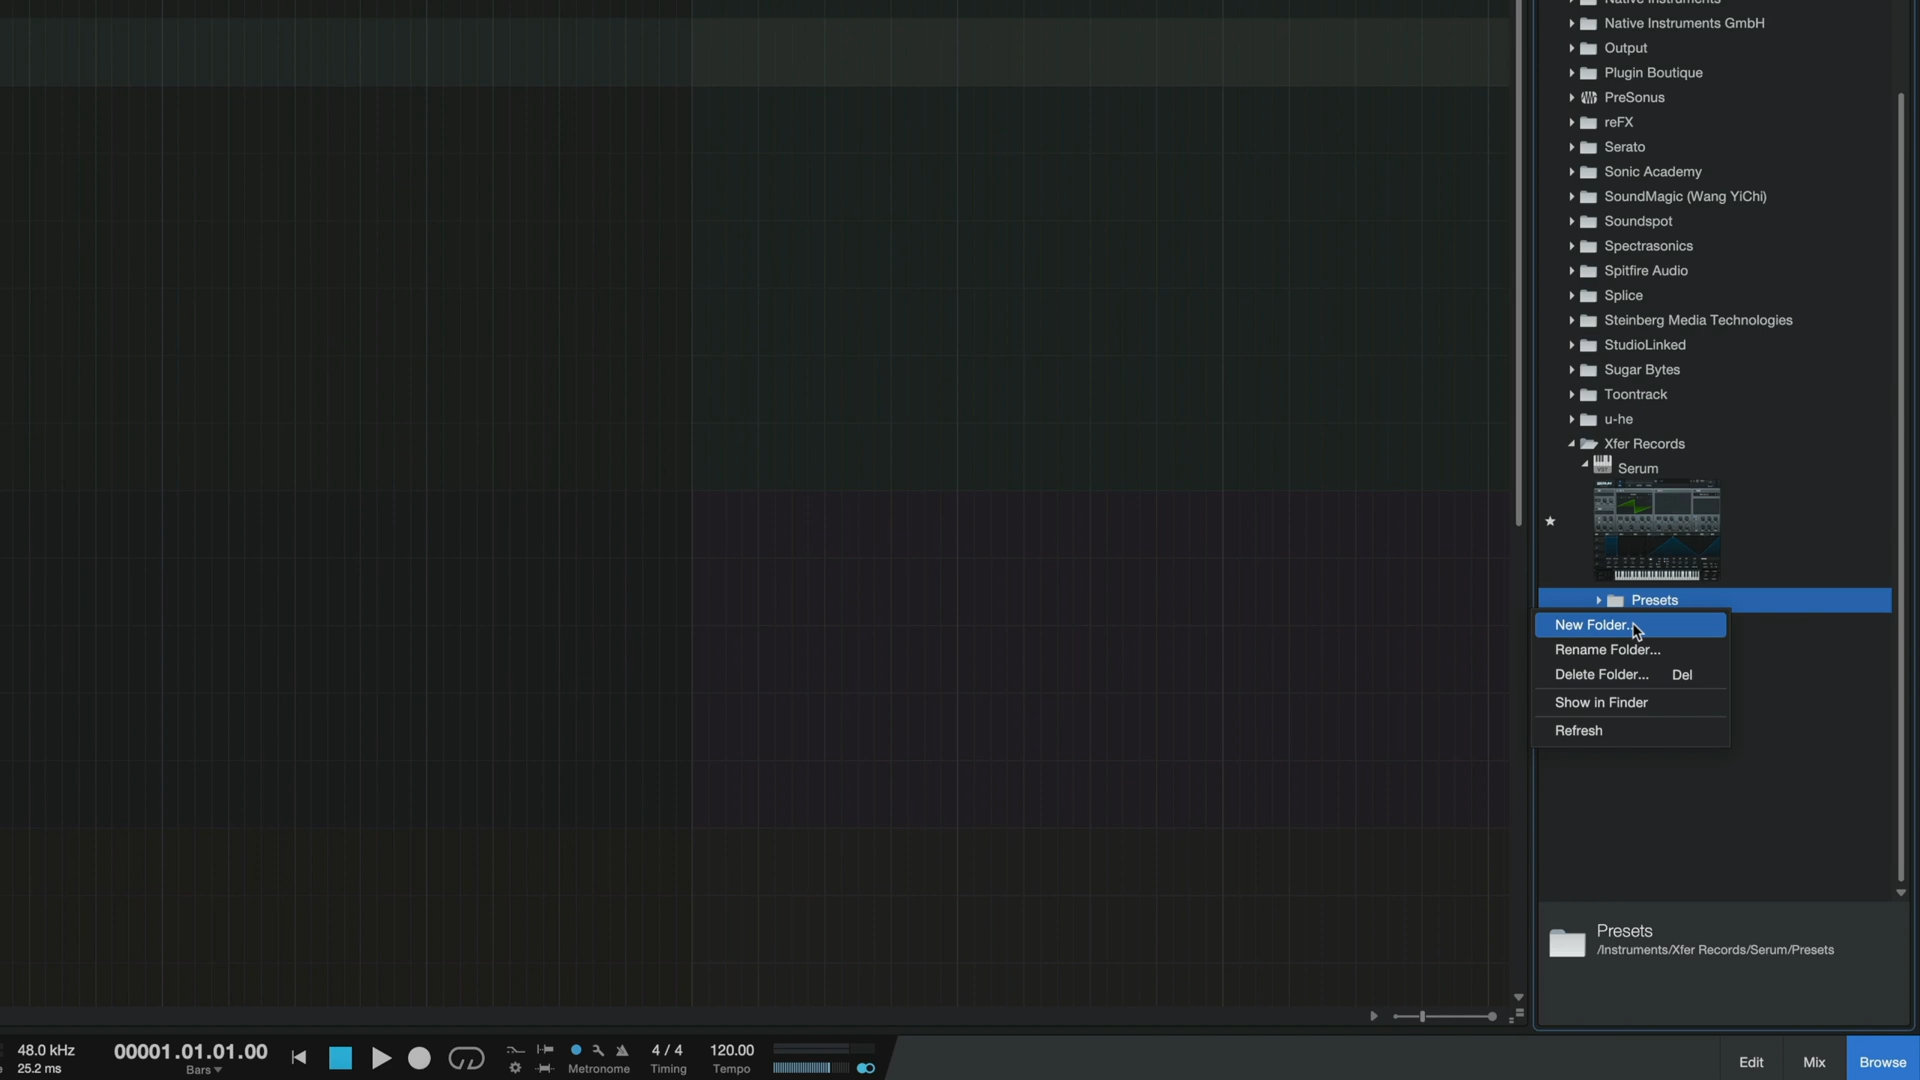 Native Instruments
Native Instruments GmbH
Output
Plugin Boutique
PreSonus
reFX
Serato
Sonic Academy
SoundMagic (Wang YiChi)
Soundspot
Spectrasonics
Spitfire Audio
Splice
Steinberg Media Technologies
StudioLinked
Sugar Bytes
Toontrack
u-he
Xfer Records
Serum
Presets
New Folder...
Rename Folder...
Delete Folder... Del
Show in Finder
Refresh
Presets
/Instruments/Xfer Records/Serum/Presets
48.0 kHz
25.2 ms
00001.01.01.00
Bars
Metronome
4 / 4
Timing
120.00
Tempo
Edit
Mix
Browse